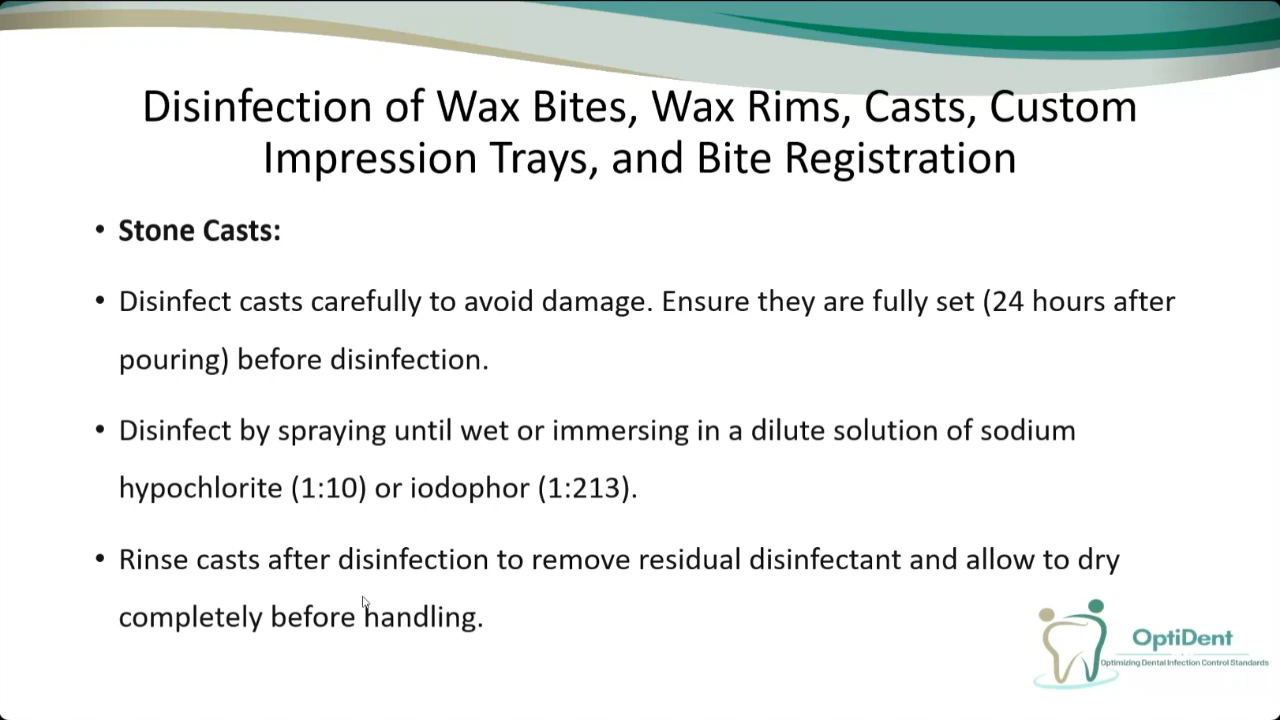 Disinfection of Wax Bites, Wax Rims, Casts, Custom
Impression Trays, and Bite Registration
• Stone Casts:
• Disinfect casts carefully to avoid damage. Ensure they are fully set (24 hours after
pouring) before disinfection.
• Disinfect by spraying until wet or immersing in a dilute solution of sodium
hypochlorite (1:10) or iodophor (1:213).
• Rinse casts after disinfection to remove residual disinfectant and allow to dry
completely before handling.
OptiDent
Optimizing Dental Infection Control Standards